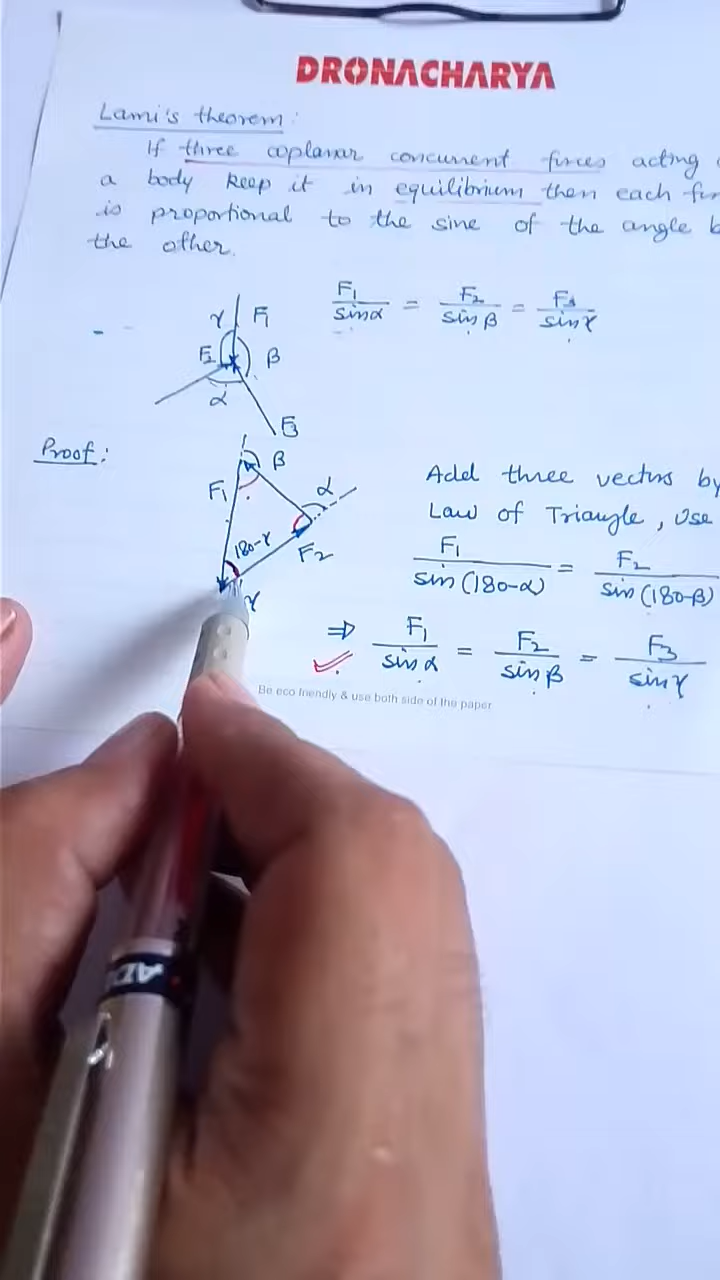 DRONACHARYA
Lami's theorem:
If three coplanar concurrent forces acting
a body keep it in equilibrium then each
is proportional to the sine of the angle
the other.
F1/sinα = F2/sinβ = F3/sinγ
γ F1
F2 β
α
F3
Proof:
β
F1 α
180-γ F2
γ
Add three vectors by
Law of Triangle, Use
F1/sin(180-α) = F2/sin(180-β)
⇒ F1/sinα = F2/sinβ = F3/sinγ
Be eco friendly & use both side of the paper